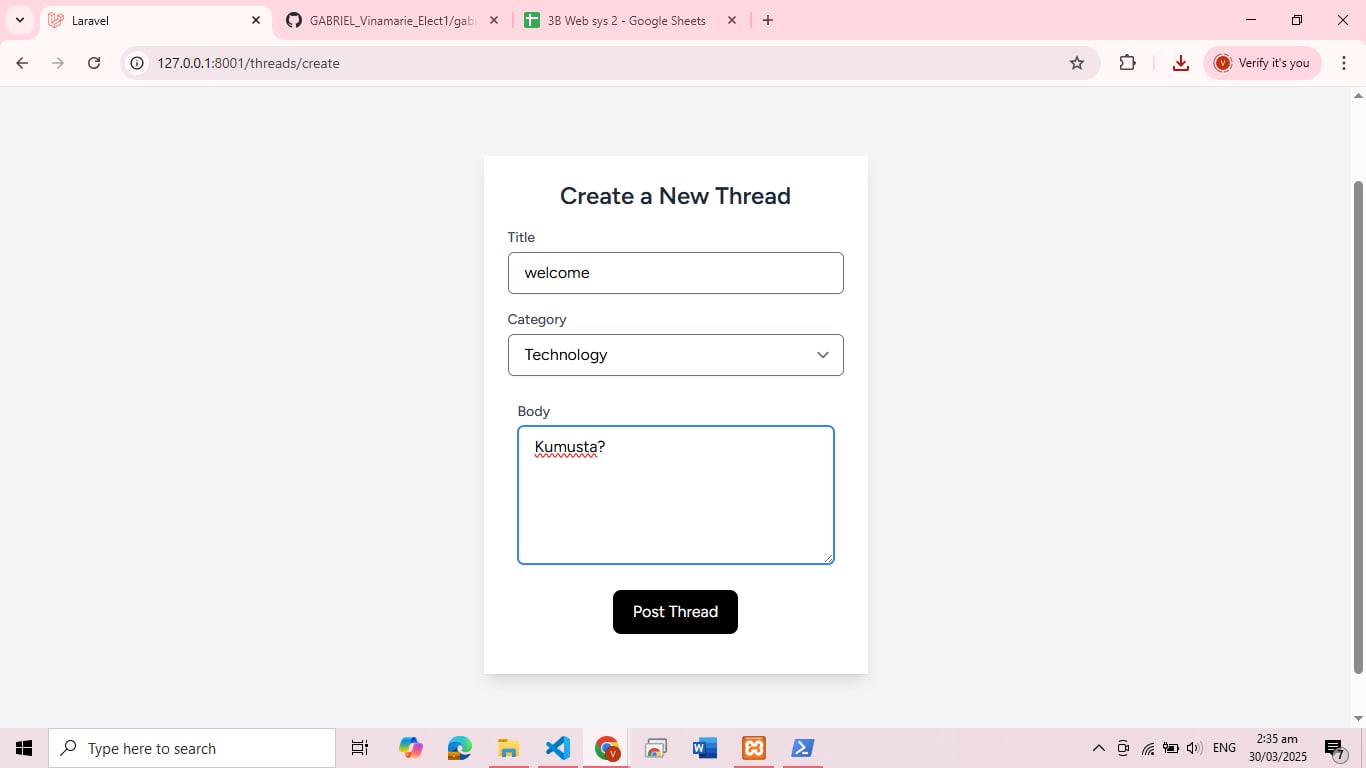 Laravel
GABRIEL_Vinamarie_Elect1/gab
3B Web sys 2 - Google Sheets
127.0.0.1:8001/threads/create
Verify it's you
Create a New Thread
Title
welcome
Category
Technology
Body
Kumusta?
Post Thread
Type here to search
ENG
2:35 am
30/03/2025
7